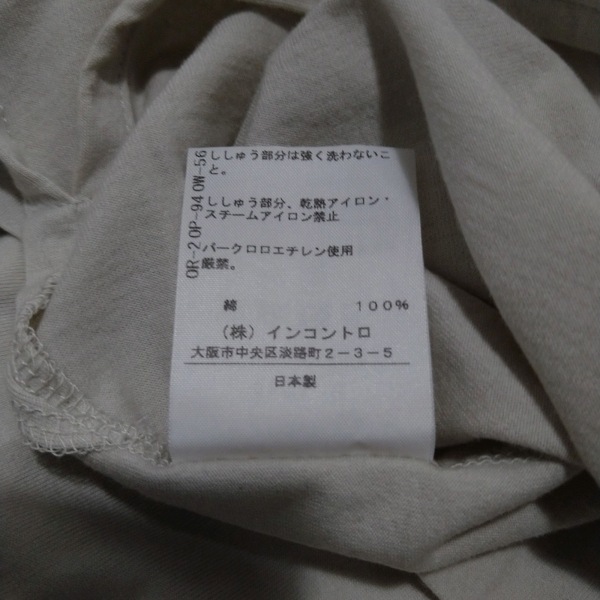 ししゅう部分は強く洗わないこ
と。
ししゅう部分、乾熱アイロン・
スチームアイロン禁止
パークロロエチレン使用
厳禁。
綿 100%
(株)インコントロ
大阪市中央区淡路町2-3-5
日本製
OR-2 OP-94 OW-56